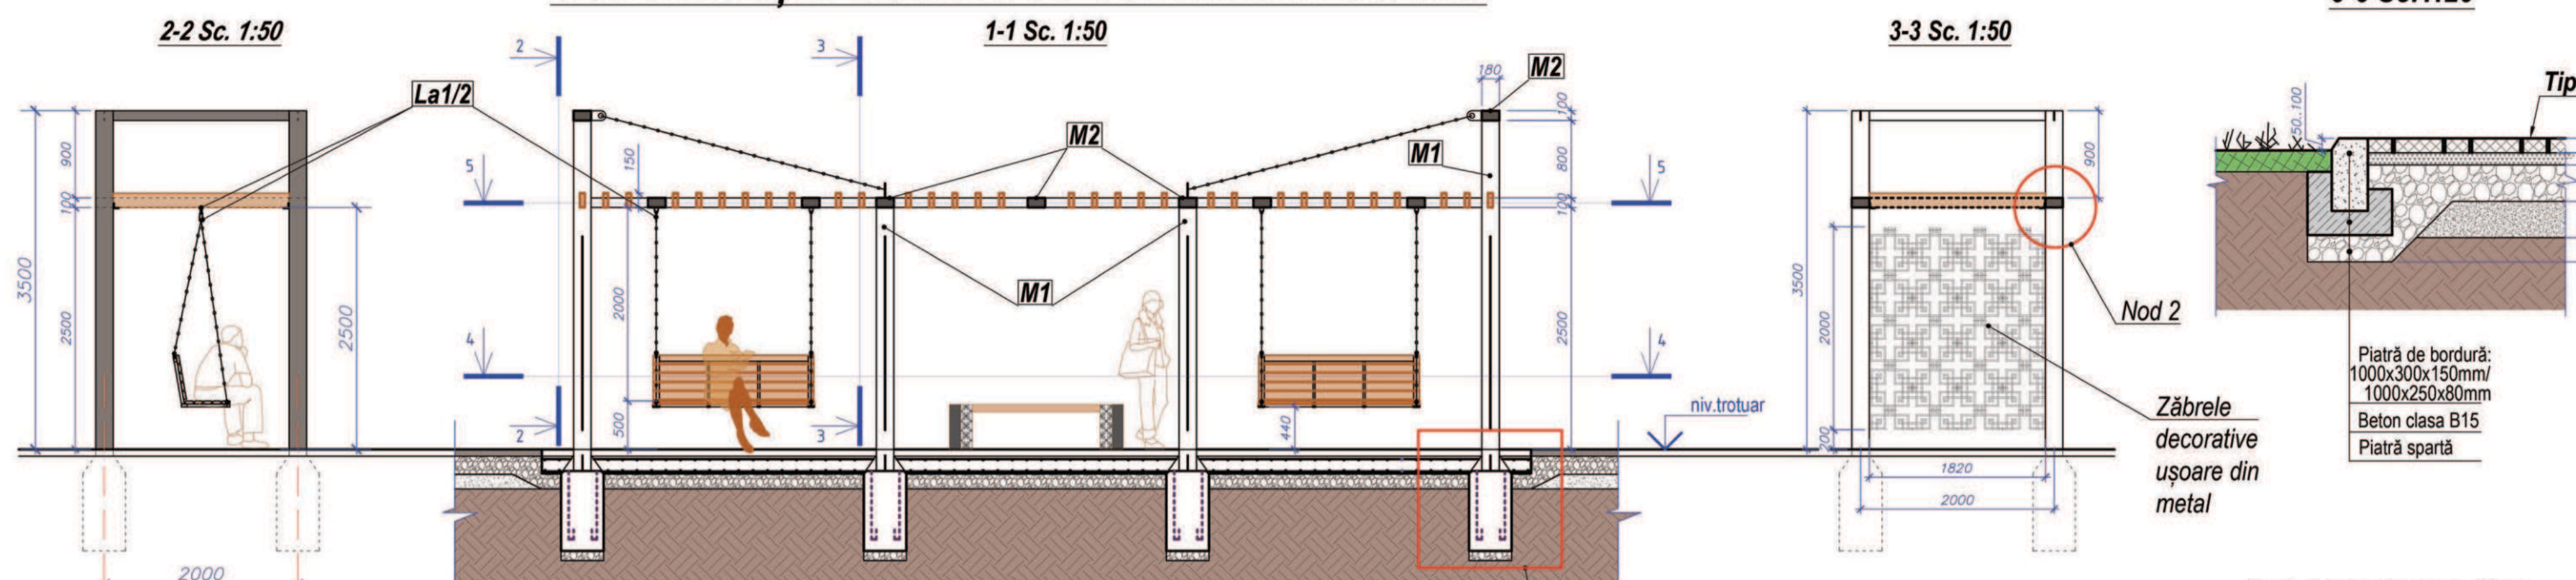 2-2 Sc. 1:50
1-1 Sc. 1:50
3-3 Sc. 1:50
La1/2
3500
900
100
2500
2500
2000
2
3
5
4
2
3
150
2000
500
M2
M1
M2
M1
180
100
800
100
2500
440
5
4
niv.trotuar
3500
2000
200
900
1820
2000
Nod 2
Zăbrele
decorative
ușoare din
metal
50..100
Tip
Piatră de bordură:
1000x300x150mm/
1000x250x80mm
Beton clasa B15
Piatră spartă